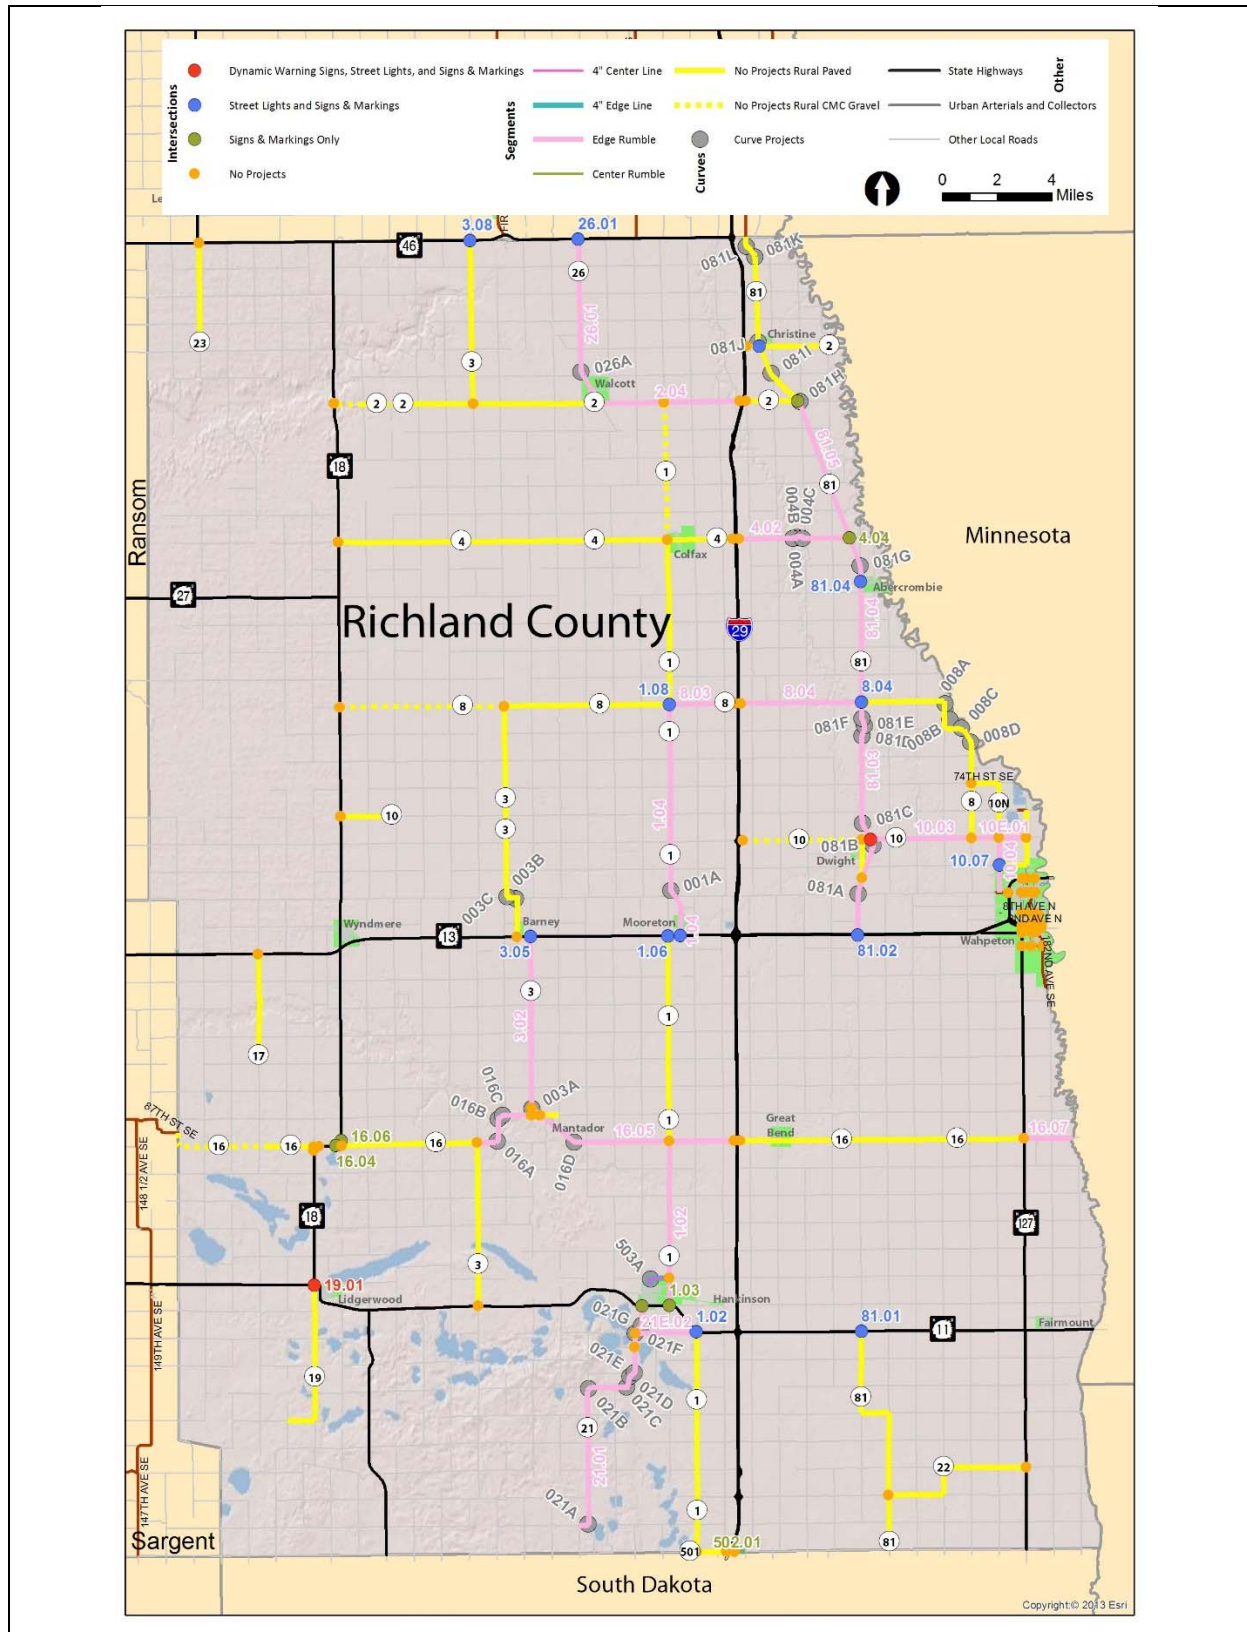 Intersections
Dynamic Warning Signs, Street Lights, and Signs & Markings
Street Lights and Signs & Markings
Signs & Markings Only
No Projects
Segments
4" Center Line
4" Edge Line
Edge Rumble
Center Rumble
No Projects Rural Paved
No Projects Rural CMC Gravel
Curves
Curve Projects
Other
State Highways
Urban Arterials and Collectors
Other Local Roads
0 2 4
Miles
3.08
26.01
46
26
081L
081K
81
23
26.01
3
081J
Christine
2
081I
026A
Walcott
081H
2
2
2
2.04
2
18
1
81.05
81
Ransom
004B
004C
4
4
4
4.02
4.04
Colfax
004A
081G
Minnesota
27
81.04
Abercrombie
Richland County
29
81.04
1
81
008A
1.08
8.03
8.04
8.04
8
8
8
008C
1
081F
081E
008B
008D
81.03
74TH ST SE
3
8
10N
10
3
1.04
081C
10
10
10.03
10E.01
081B
Dwight
1
10.07
10.04
003B
001A
081A
003C
8TH AVE N
2ND AVE N
Wyndmere
Barney
Mooreton
1.04
13
3.05
1.06
81.02
Wahpeton
182ND AVE SE
3
1
3.02
17
016C
003A
016B
87TH ST SE
Mantador
1
Great
Bend
16
16
16.06
16
16.05
16
16
16.07
16.04
016A
016D
148 1/2 AVE SE
18
1.02
127
503A
1
3
19.01
1.03
Lidgerwood
Hankinson
021G
21E.02
1.02
81.01
11
Fairmount
021F
149TH AVE SE
021E
19
021D
021B
021C
1
81
21
21.01
22
147TH AVE SE
021A
1
Sargent
501
502.01
81
South Dakota
Copyright:© 2013 Esri